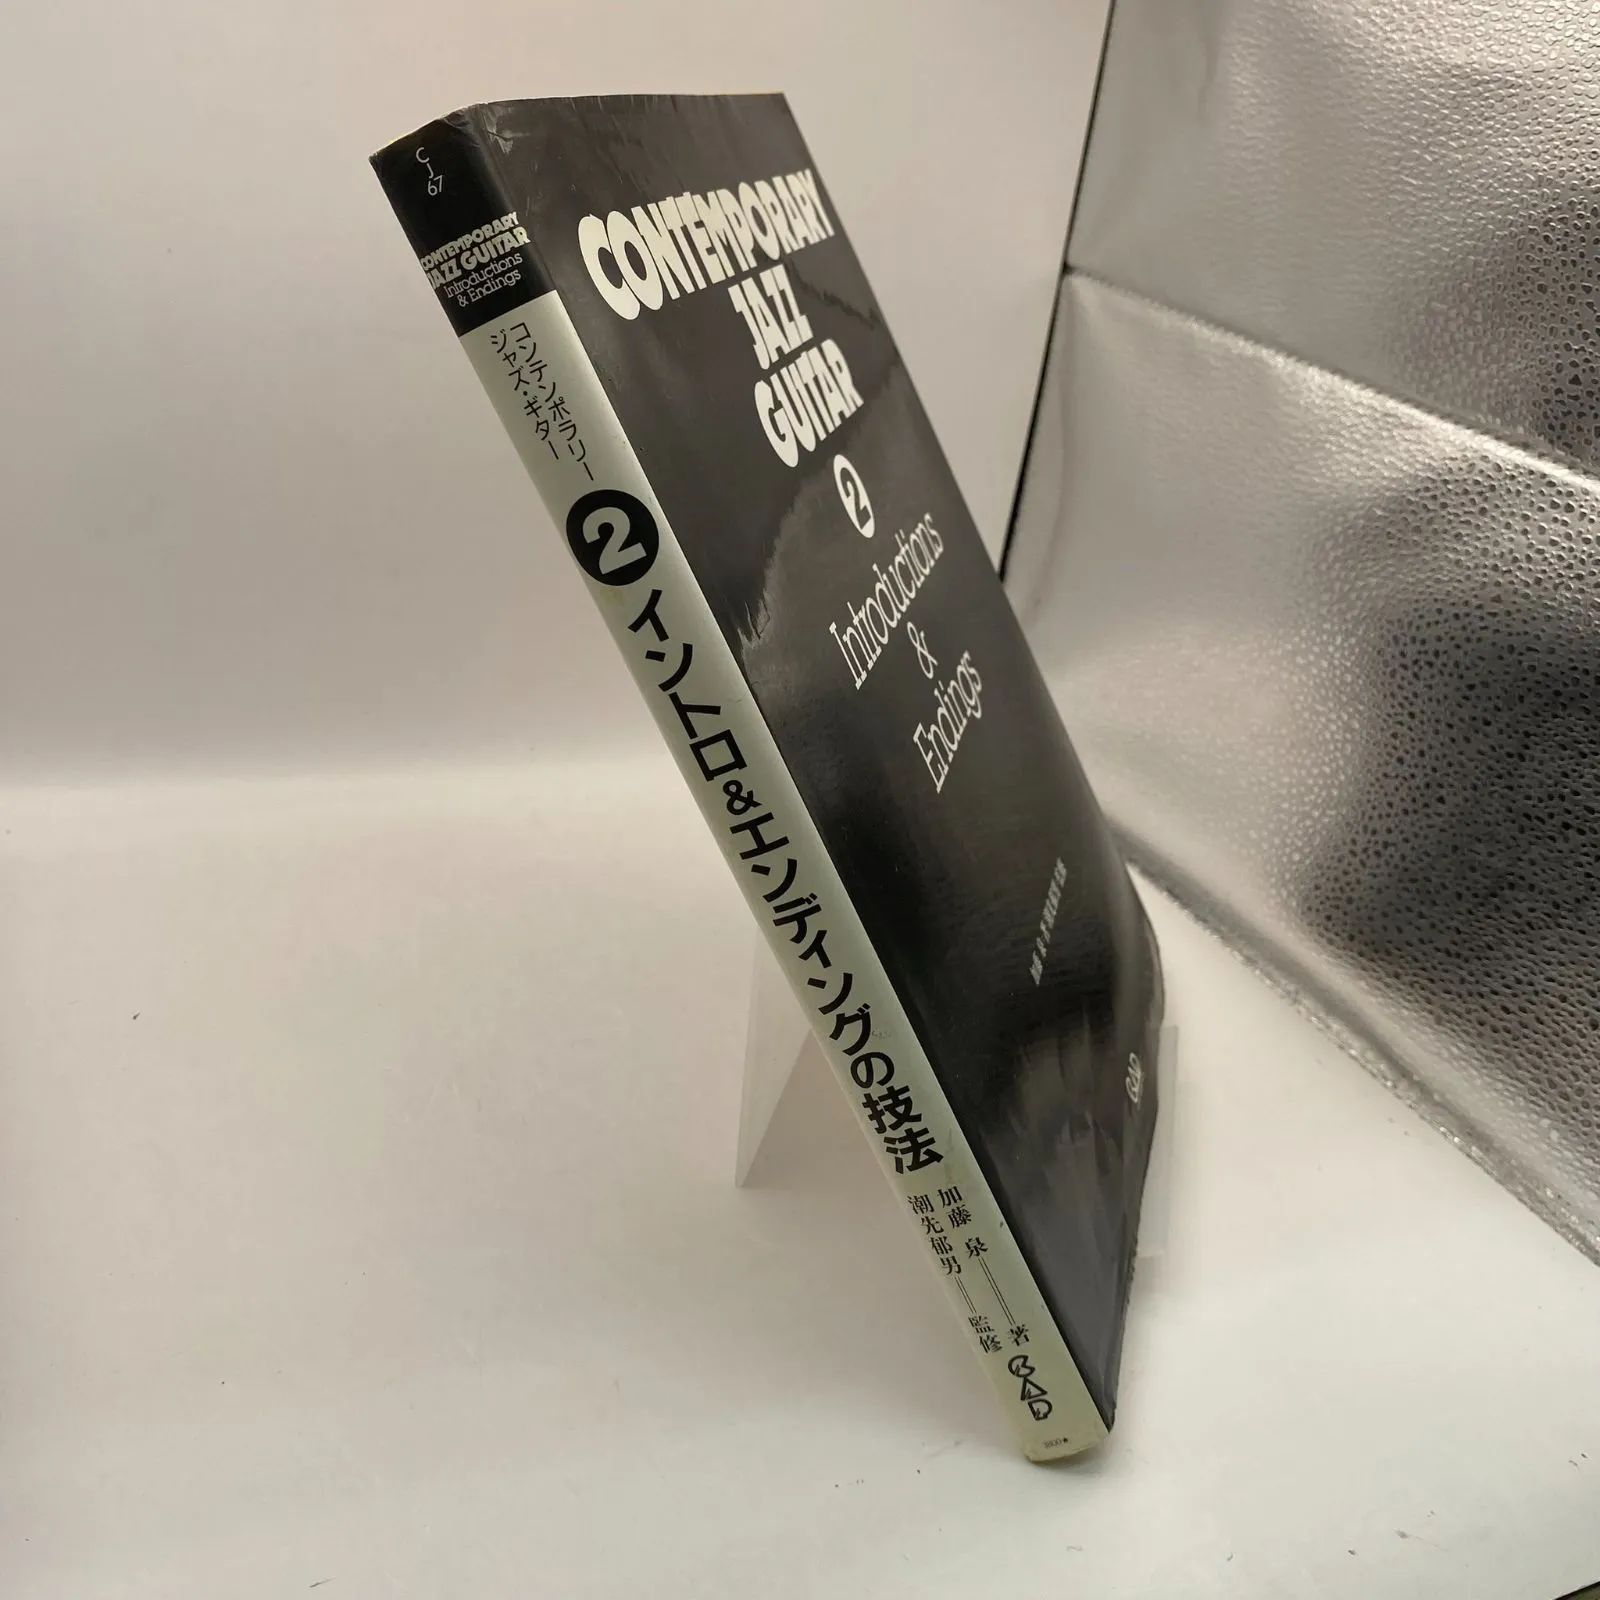 C
J
67
CONTEMPORARY
JAZZ GUITAR
Introductions
& Endings
コンテンポラリー
ジャズ・ギター
2
イントロ&エンディングの技法
加藤 泉 著
潮先郁男 監修
CAD
CONTEMPORARY
JAZZ
GUITAR
2
Introductions
&
Endings